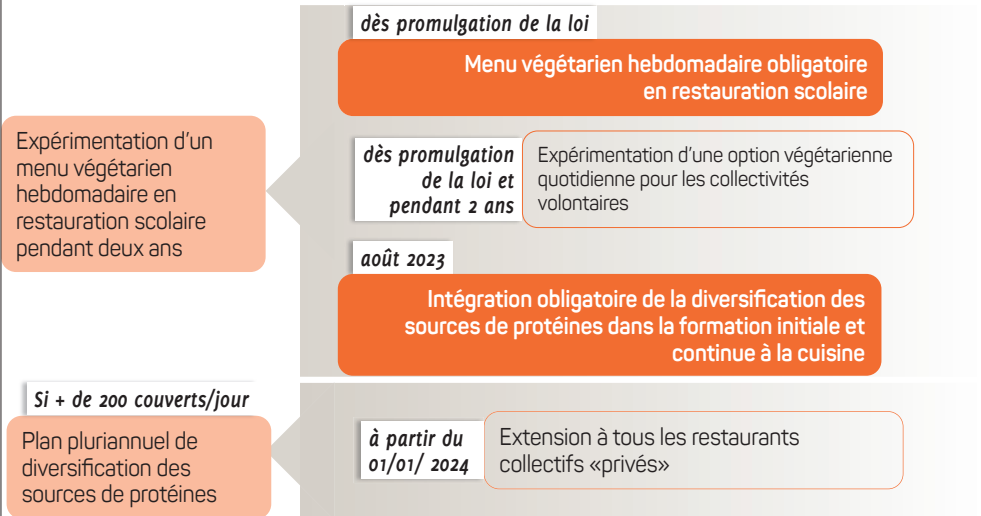 dès promulgation de la loi
Menu végétarien hebdomadaire obligatoire
en restauration scolaire
Expérimentation d'un
menu végétarien
hebdomadaire en
restauration scolaire
pendant deux ans
dès promulgation
de la loi et
pendant 2 ans
Expérimentation d'une option végétarienne
quotidienne pour les collectivités
volontaires
août 2023
Intégration obligatoire de la diversification des
sources de protéines dans la formation initiale et
continue à la cuisine
Si + de 200 couverts/jour
Plan pluriannuel de
diversification des
sources de protéines
à partir du
01/01/ 2024
Extension à tous les restaurants
collectifs «privés»